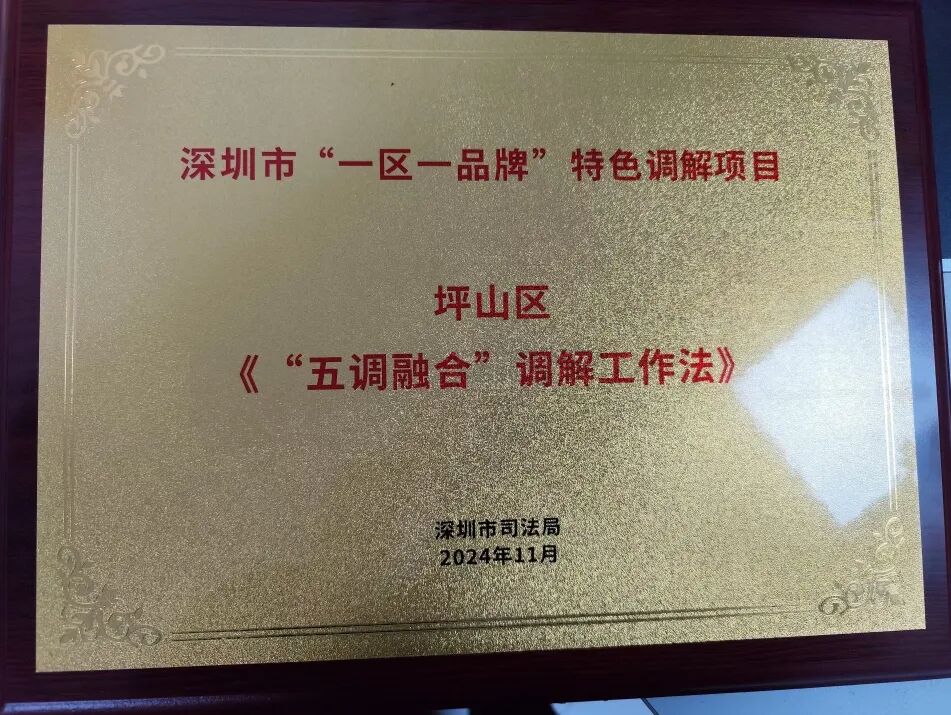 深圳市“一区一品牌”特色调解项目
坪山区
《“五调融合”调解工作法》
深圳市司法局
2024年11月